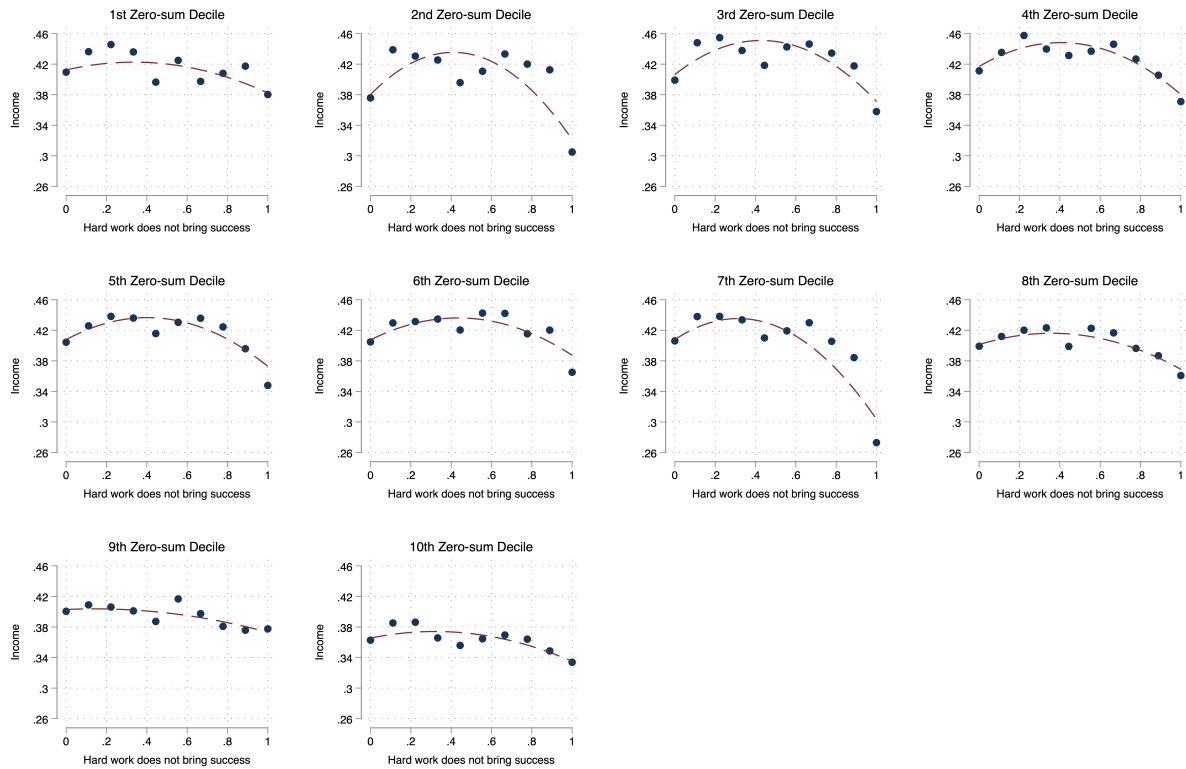 1st Zero-sum Decile
.46
.42
.38
.34
.3
.26
Income
0 .2 .4 .6 .8 1
Hard work does not bring success
2nd Zero-sum Decile
.46
.42
.38
.34
.3
.26
Income
0 .2 .4 .6 .8 1
Hard work does not bring success
3rd Zero-sum Decile
.46
.42
.38
.34
.3
.26
Income
0 .2 .4 .6 .8 1
Hard work does not bring success
4th Zero-sum Decile
.46
.42
.38
.34
.3
.26
Income
0 .2 .4 .6 .8 1
Hard work does not bring success
5th Zero-sum Decile
.46
.42
.38
.34
.3
.26
Income
0 .2 .4 .6 .8 1
Hard work does not bring success
6th Zero-sum Decile
.46
.42
.38
.34
.3
.26
Income
0 .2 .4 .6 .8 1
Hard work does not bring success
7th Zero-sum Decile
.46
.42
.38
.34
.3
.26
Income
0 .2 .4 .6 .8 1
Hard work does not bring success
8th Zero-sum Decile
.46
.42
.38
.34
.3
.26
Income
0 .2 .4 .6 .8 1
Hard work does not bring success
9th Zero-sum Decile
.46
.42
.38
.34
.3
.26
Income
0 .2 .4 .6 .8 1
Hard work does not bring success
10th Zero-sum Decile
.46
.42
.38
.34
.3
.26
Income
0 .2 .4 .6 .8 1
Hard work does not bring success